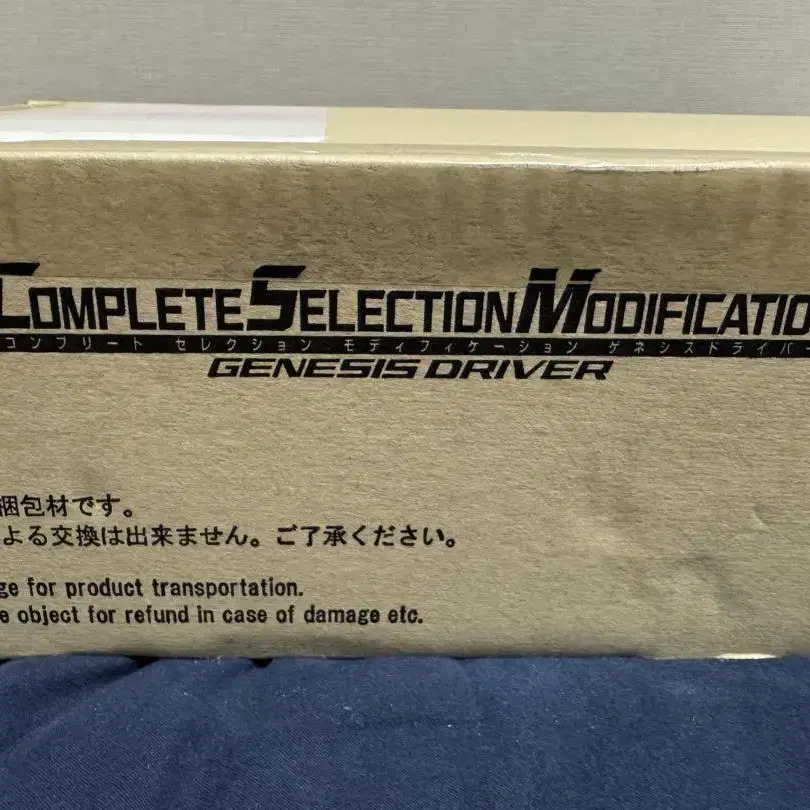 COMPLETE SELECTION MODIFICATIO
コンプリート セレクション モディフィケーション ゲネシスドライバー
GENESIS DRIVER
梱包材です。
よる交換は出来ません。ご了承ください。
ge for product transportation.
e object for refund in case of damage etc.